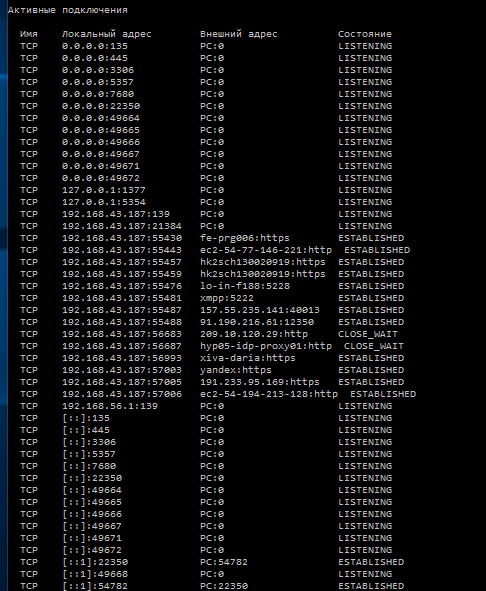 Активные подключения
Имя Локальный адрес Внешний адрес Состояние
TCP 0.0.0.0:135 PC:0 LISTENING
TCP 0.0.0.0:445 PC:0 LISTENING
TCP 0.0.0.0:3306 PC:0 LISTENING
TCP 0.0.0.0:5357 PC:0 LISTENING
TCP 0.0.0.0:7680 PC:0 LISTENING
TCP 0.0.0.0:22350 PC:0 LISTENING
TCP 0.0.0.0:49664 PC:0 LISTENING
TCP 0.0.0.0:49665 PC:0 LISTENING
TCP 0.0.0.0:49666 PC:0 LISTENING
TCP 0.0.0.0:49667 PC:0 LISTENING
TCP 0.0.0.0:49671 PC:0 LISTENING
TCP 0.0.0.0:49672 PC:0 LISTENING
TCP 127.0.0.1:1377 PC:0 LISTENING
TCP 127.0.0.1:5354 PC:0 LISTENING
TCP 192.168.43.187:139 PC:0 LISTENING
TCP 192.168.43.187:21384 PC:0 LISTENING
TCP 192.168.43.187:55430 fe-prg006:https ESTABLISHED
TCP 192.168.43.187:55443 ec2-54-77-146-221:http ESTABLISHED
TCP 192.168.43.187:55457 hk2sch130020919:https ESTABLISHED
TCP 192.168.43.187:55459 hk2sch130020919:https ESTABLISHED
TCP 192.168.43.187:55476 lo-in-f188:5228 ESTABLISHED
TCP 192.168.43.187:55481 xmpp:5222 ESTABLISHED
TCP 192.168.43.187:55487 157.55.235.141:40013 ESTABLISHED
TCP 192.168.43.187:55488 91.190.216.61:12350 ESTABLISHED
TCP 192.168.43.187:56683 209.10.120.29:http CLOSE_WAIT
TCP 192.168.43.187:56687 hyp05-idp-proxy01:http CLOSE_WAIT
TCP 192.168.43.187:56993 xiva-daria:https ESTABLISHED
TCP 192.168.43.187:57003 yandex:https ESTABLISHED
TCP 192.168.43.187:57005 191.233.95.169:https ESTABLISHED
TCP 192.168.43.187:57006 ec2-54-194-213-128:http ESTABLISHED
TCP 192.168.56.1:139 PC:0 LISTENING
TCP [::]:135 PC:0 LISTENING
TCP [::]:445 PC:0 LISTENING
TCP [::]:3306 PC:0 LISTENING
TCP [::]:5357 PC:0 LISTENING
TCP [::]:7680 PC:0 LISTENING
TCP [::]:22350 PC:0 LISTENING
TCP [::]:49664 PC:0 LISTENING
TCP [::]:49665 PC:0 LISTENING
TCP [::]:49666 PC:0 LISTENING
TCP [::]:49667 PC:0 LISTENING
TCP [::]:49671 PC:0 LISTENING
TCP [::]:49672 PC:0 LISTENING
TCP [::1]:22350 PC:54782 ESTABLISHED
TCP [::1]:49668 PC:0 LISTENING
TCP [::1]:54782 PC:22350 ESTABLISHED